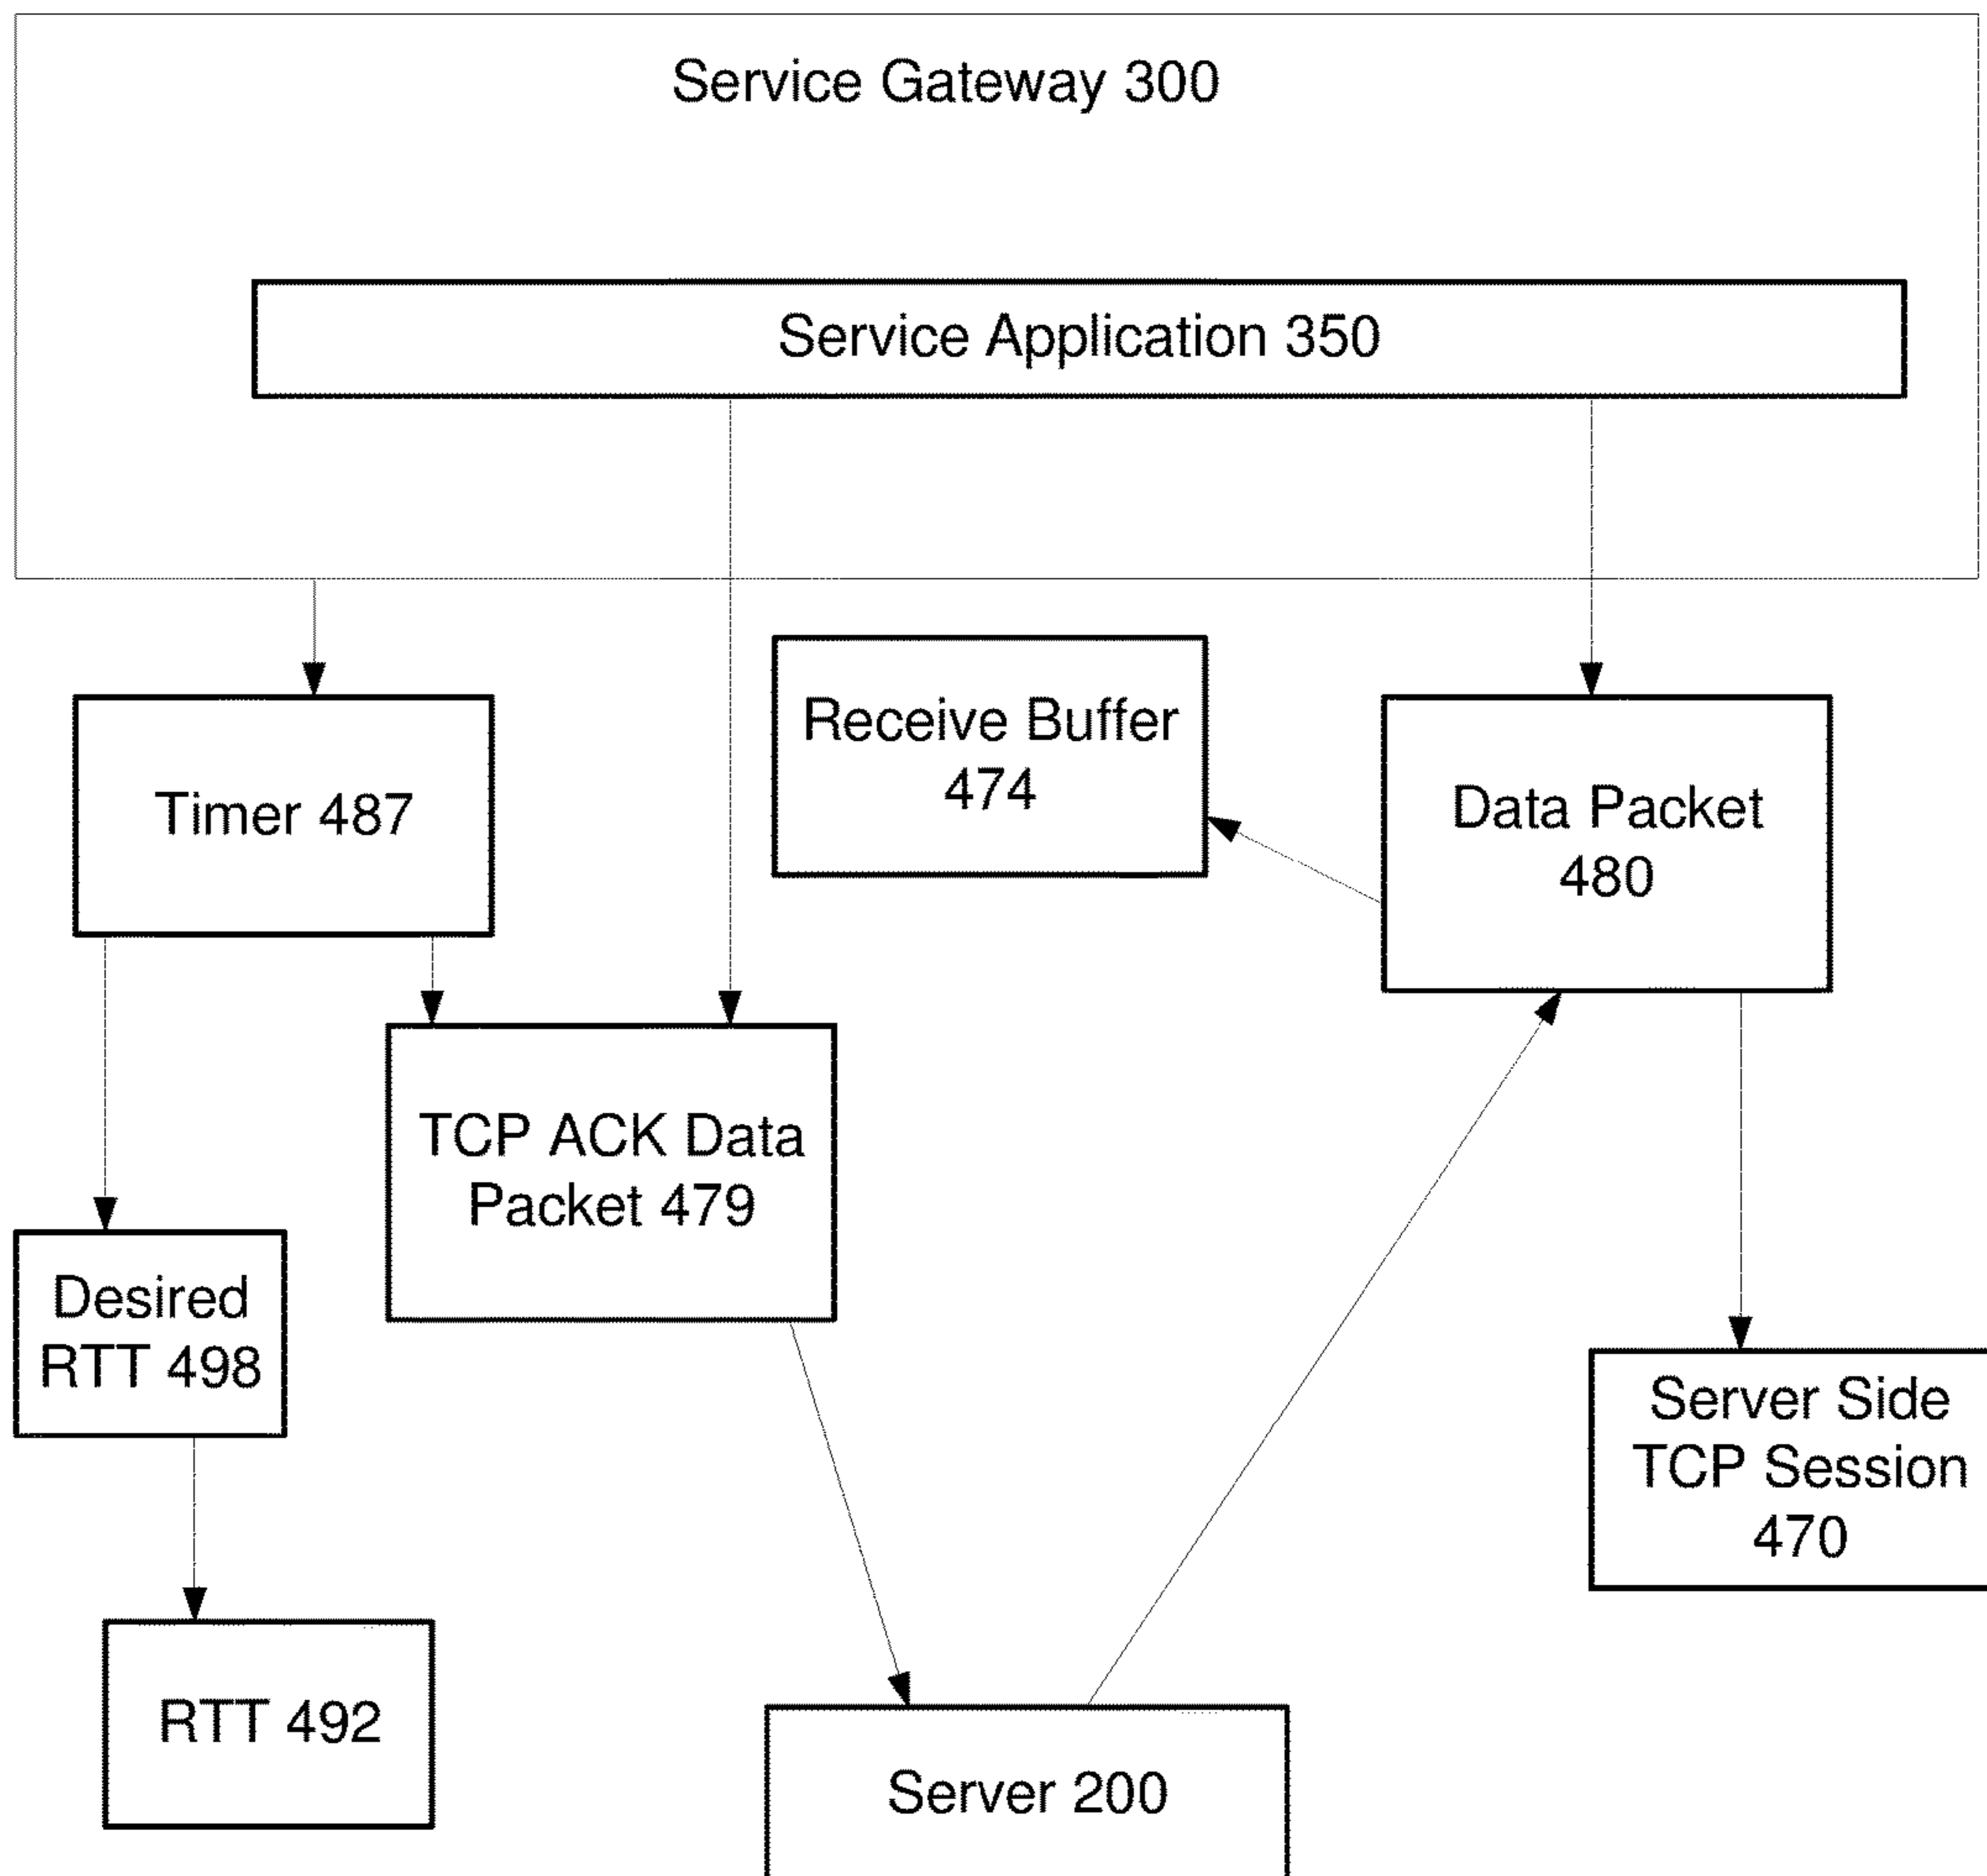 Service Gateway 300
Service Application 350
Receive Buffer
474
Timer 487
Data Packet
480
TCP ACK Data
Packet 479
Desired
RTT 498
Server Side
TCP Session
470
RTT 492
Server 200